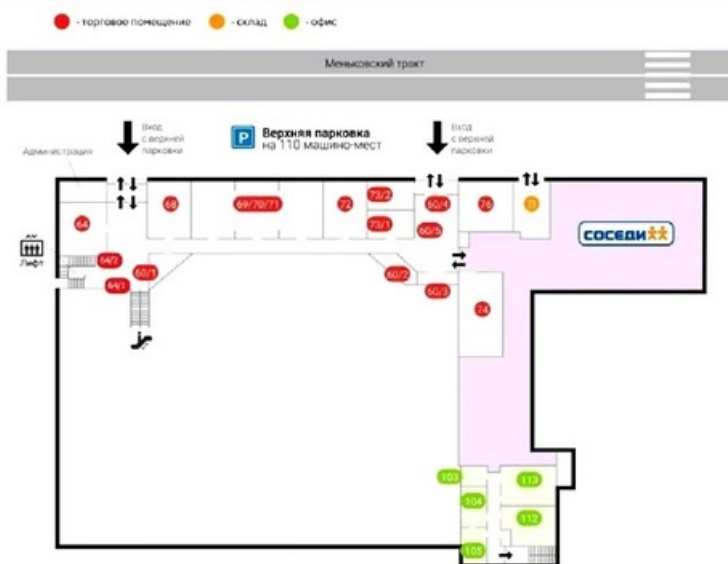 - торговое помещение
- склад
- офис
Меньковский тракт
Вход
с верхней
парковки
P
Верхняя парковка
на 110 машино-мест
Вход
с верхней
парковки
Администрация
64
68
69/70/71
72
73/2
73/1
60/4
60/5
76
СОСЕДИ
Лифт
64/2
64/1
60/1
60/2
60/3
74
103
104
105
113
112